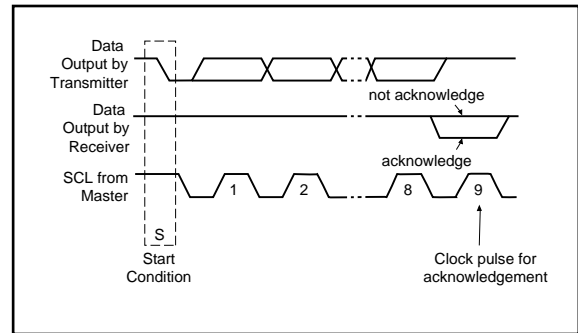 Data
Output by
Transmitter
not acknowledge
Data
Output by
Receiver
acknowledge
SCL from
Master
1
2
8
9
S
Start
Condition
Clock pulse for
acknowledgement